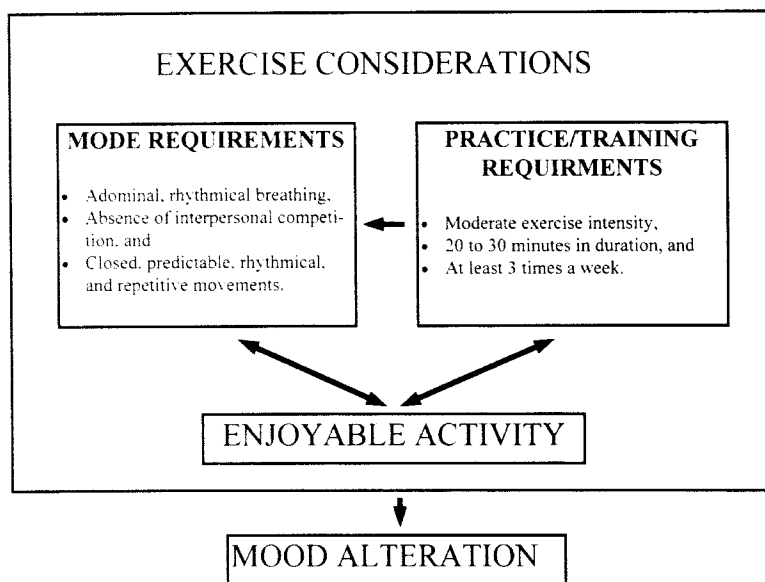 EXERCISE CONSIDERATIONS
MODE REQUIREMENTS
• Adominal, rhythmical breathing,
• Absence of interpersonal competi-
tion, and
• Closed, predictable, rhythmical,
and repetitive movements.
PRACTICE/TRAINING
REQUIRMENTS
• Moderate exercise intensity,
• 20 to 30 minutes in duration, and
• At least 3 times a week.
ENJOYABLE ACTIVITY
MOOD ALTERATION